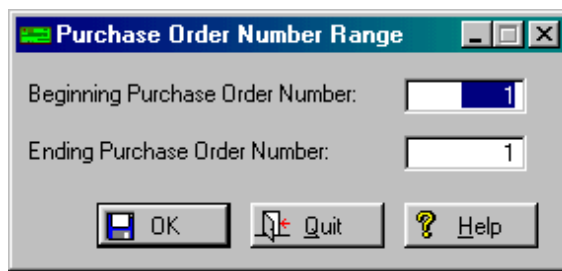 Purchase Order Number Range
Beginning Purchase Order Number: 1
Ending Purchase Order Number: 1
OK Quit Help